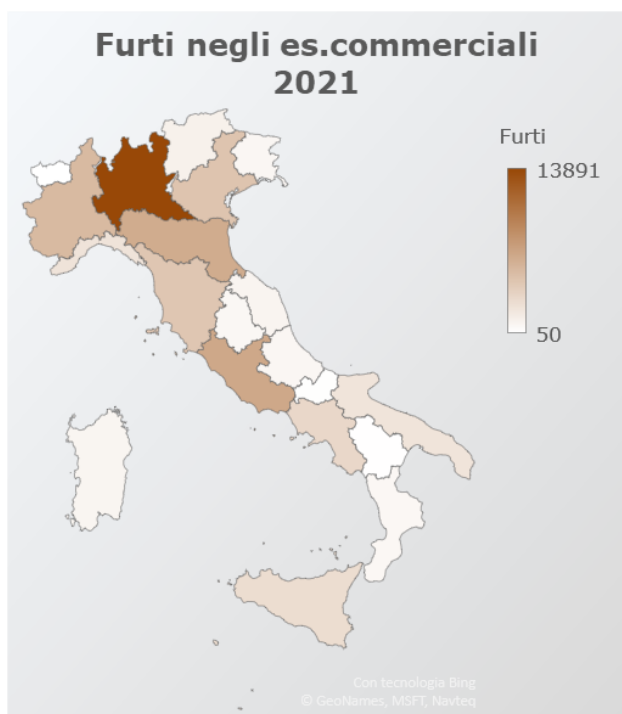 Furti negli es.commerciali
2021
Furti
13891
50
Con tecnologia Bing
© GeoNames, MSFT, Navteq